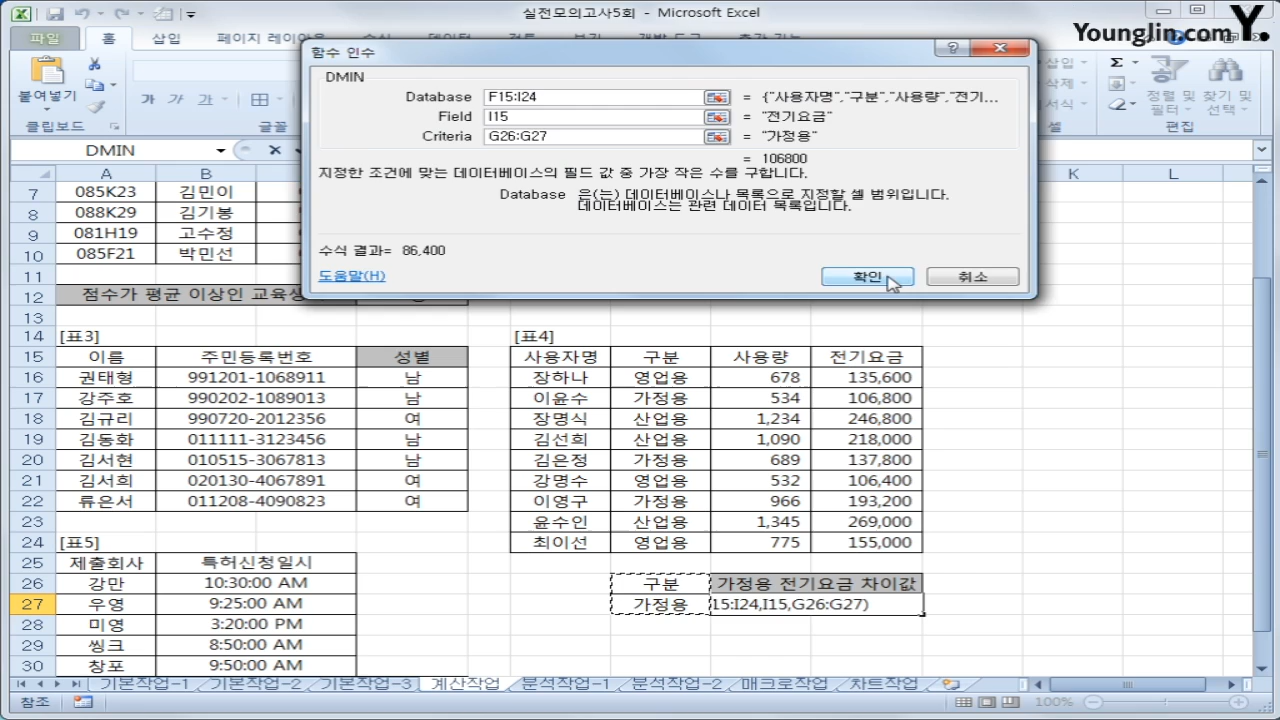 실전모의고사5회 - Microsoft Excel
YoungJin.com Y.
파일 홈 삽입 페이지 레이아웃
붙여넣기
가 가 가
클립보드 글꼴
정렬 및 찾기 및
필터 선택
편집
함수 인수
DMIN
Database F15:I24 = {"사용자명","구분","사용량","전기...
Field I15 = "전기요금"
Criteria G26:G27 = "가정용"
= 106800
지정한 조건에 맞는 데이터베이스의 필드 값 중 가장 작은 수를 구합니다.
Database 은(는) 데이터베이스나 목록으로 지정할 셀 범위입니다.
데이터베이스는 관련 데이터 목록입니다.
수식 결과= 86,400
도움말(H) 확인 취소
DMIN
A B K L
7 085K23 김민이
8 088K29 김기봉
9 081H19 고수정
10 085F21 박민선
11
12 점수가 평균 이상인 교육생
13
14 [표3] [표4]
15 이름 주민등록번호 성별 사용자명 구분 사용량 전기요금
16 권태형 991201-1068911 남 장하나 영업용 678 135,600
17 강주호 990202-1089013 남 이윤수 가정용 534 106,800
18 김규리 990720-2012356 여 장명식 산업용 1,234 246,800
19 김동화 011111-3123456 남 김선희 산업용 1,090 218,000
20 김서현 010515-3067813 남 김은정 가정용 689 137,800
21 김서희 020130-4067891 여 강명수 영업용 532 106,400
22 류은서 011208-4090823 여 이영구 가정용 966 193,200
23 윤수인 산업용 1,345 269,000
24 [표5] 최이선 영업용 775 155,000
25 제출회사 특허신청일시
26 강만 10:30:00 AM 구분 가정용 전기요금 차이값
27 우영 9:25:00 AM 가정용 15:I24,I15,G26:G27)
28 미영 3:20:00 PM
29 씽크 8:50:00 AM
30 창포 9:50:00 AM
기본작업-1 기본작업-2 기본작업-3 계산작업 분석작업-1 분석작업-2 매크로작업 차트작업
참조 100%